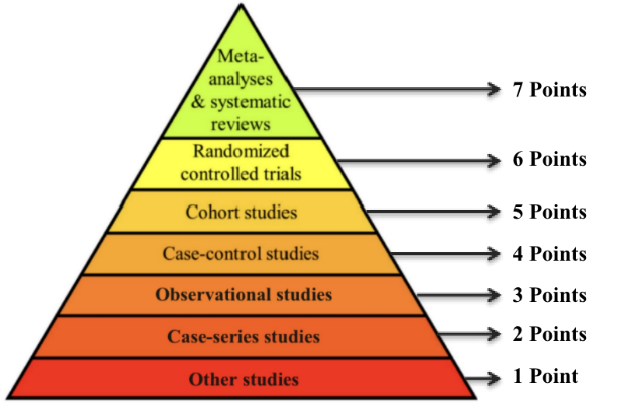 Meta-
analyses
& systematic
reviews
7 Points
Randomized
controlled trials
6 Points
Cohort studies
5 Points
Case-control studies
4 Points
Observational studies
3 Points
Case-series studies
2 Points
Other studies
1 Point